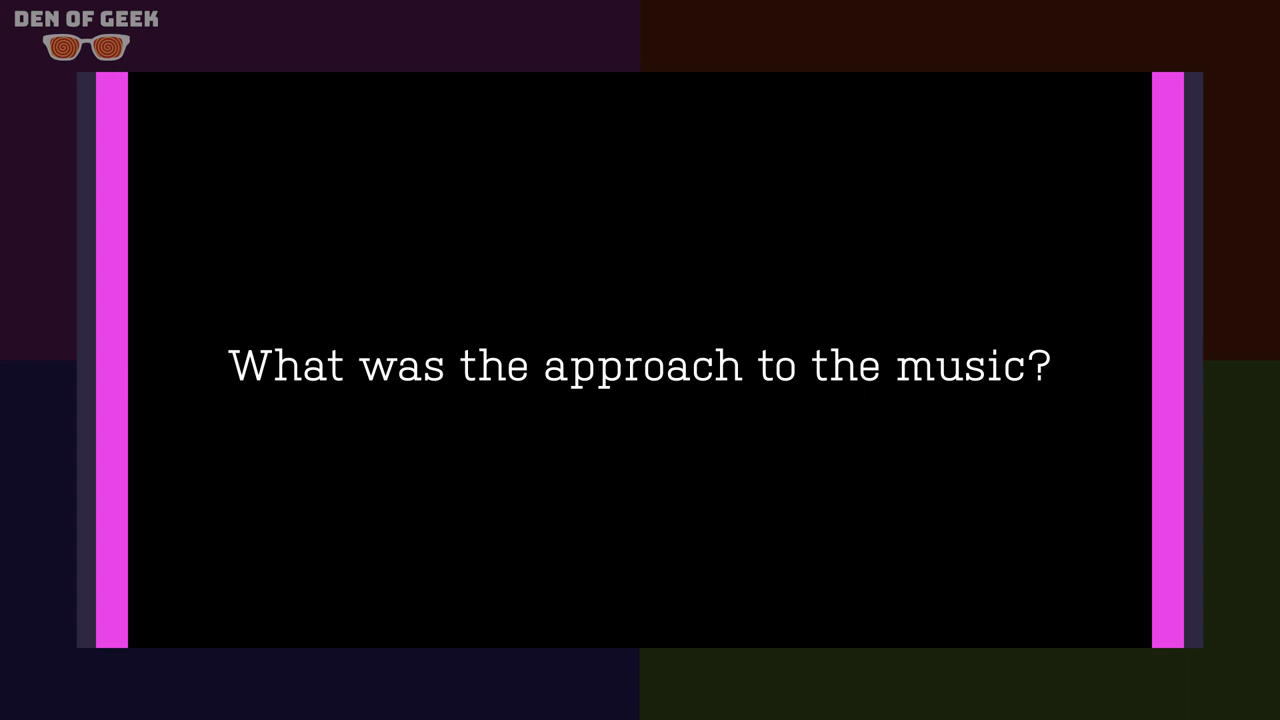 DEN OF GEEK
What was the approach to the music?